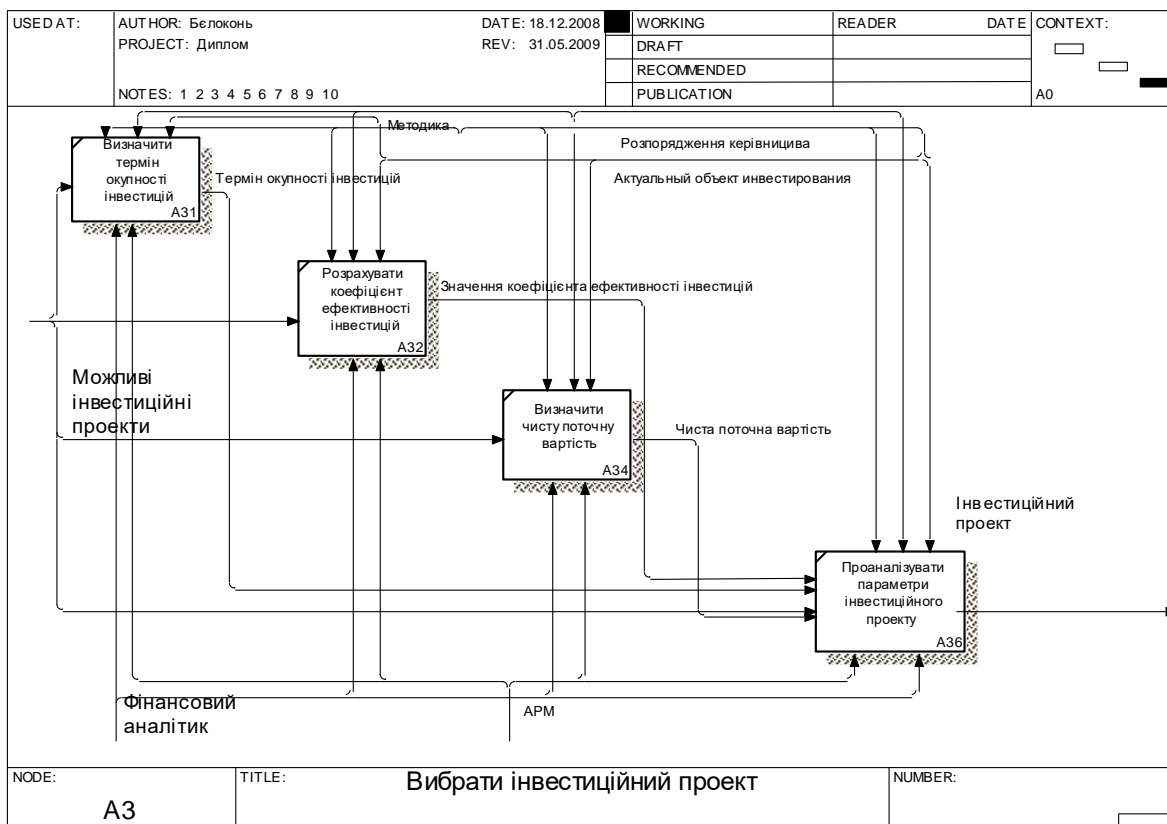 USED AT:
AUTHOR: Бєлоконь
DATE: 18.12.2008
WORKING
READER
DATE
CONTEXT:
PROJECT: Диплом
REV: 31.05.2009
DRAFT
RECOMMENDED
NOTES: 1 2 3 4 5 6 7 8 9 10
PUBLICATION
A0
Методика
Розпорядження керівницива
Визначити
термін
окупності
інвестицій
A31
Термін окупності інвестицій
Актуальный объект инвестирования
Розрахувати
коефіцієнт
ефективності
інвестицій
A32
Значення коефіцієнта ефективності інвестицій
Можливі
інвестиційні
проекти
Визначити
чисту поточну
вартість
A34
Чиста поточна вартість
Інвестиційний
проект
Проаналізувати
параметри
інвестиційного
проекту
A36
Фінансовий
аналітик
АРМ
NODE:
A3
TITLE:
Вибрати інвестиційний проект
NUMBER: